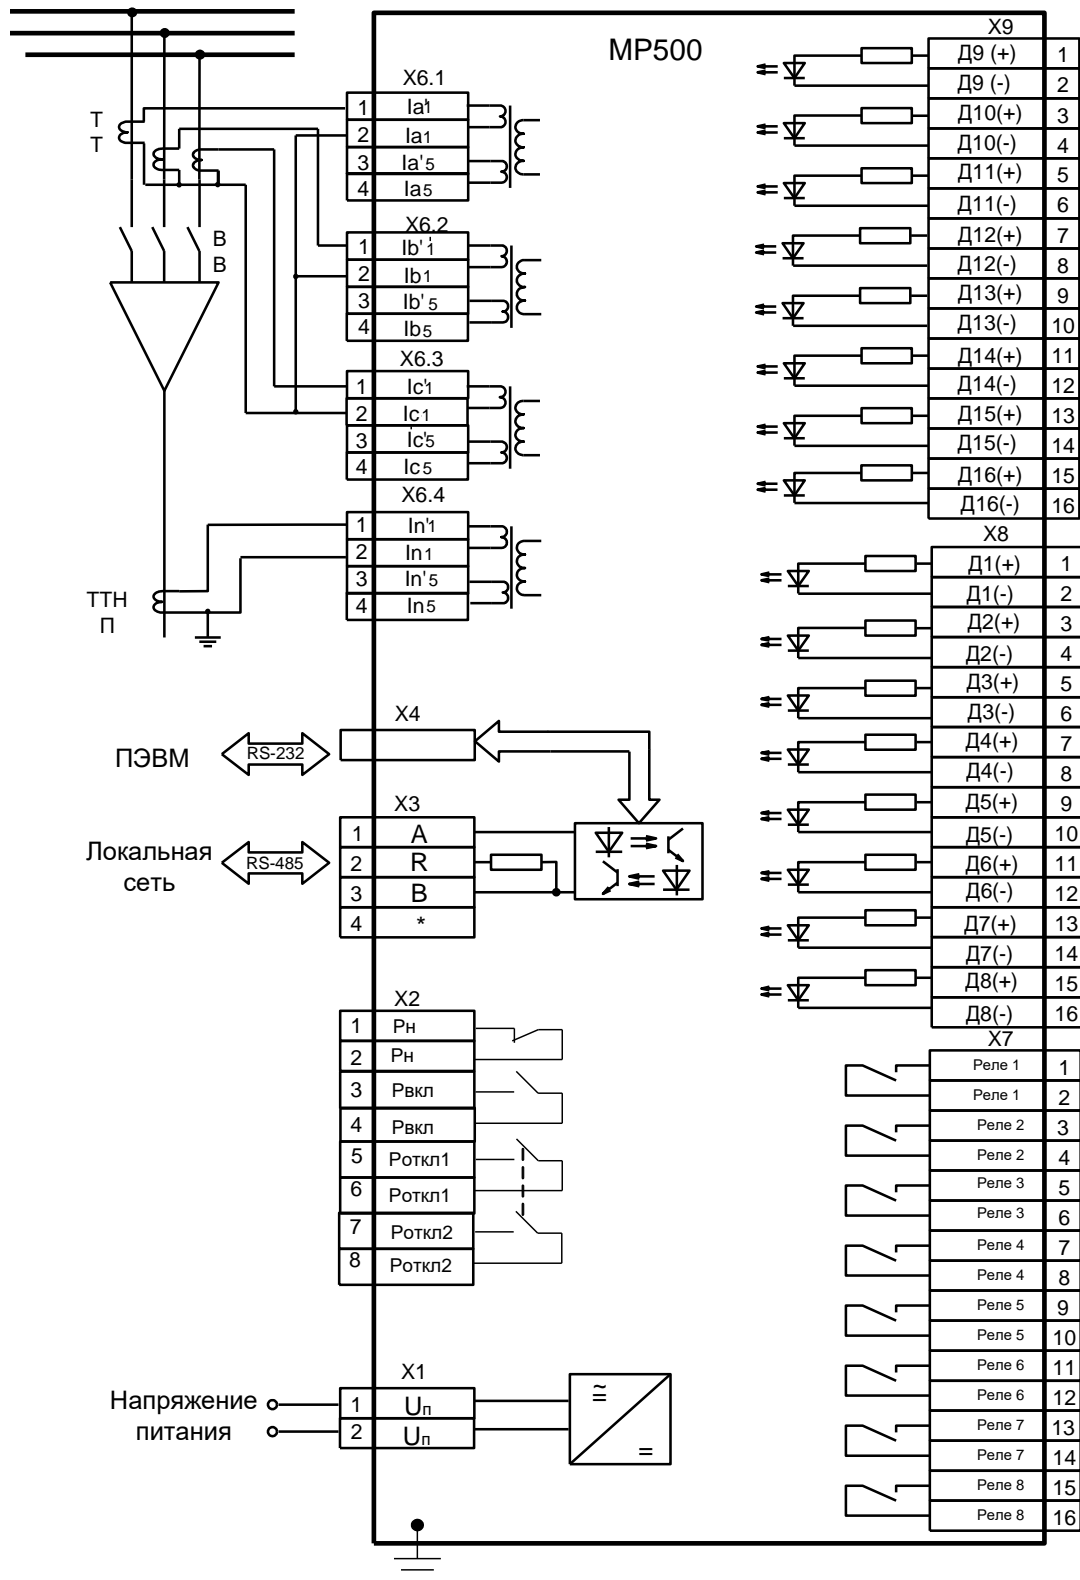 МР500
Т
Т
В
В
ТТН
П
X6.1
1 Ia'1
2 Ia1
3 Ia'5
4 Ia5
X6.2
1 Ib'1
2 Ib1
3 Ib'5
4 Ib5
X6.3
1 Ic'1
2 Ic1
3 Ic'5
4 Ic5
X6.4
1 In'1
2 In1
3 In'5
4 In5
X4
ПЭВМ RS-232
X3
Локальная
сеть
RS-485
1 A
2 R
3 B
4 *
X2
1 Рн
2 Рн
3 Рвкл
4 Рвкл
5 Роткл1
6 Роткл1
7 Роткл2
8 Роткл2
X1
Напряжение
питания
1 Uп
2 Uп
≅
=
X9
Д9 (+) 1
Д9 (-) 2
Д10(+) 3
Д10(-) 4
Д11(+) 5
Д11(-) 6
Д12(+) 7
Д12(-) 8
Д13(+) 9
Д13(-) 10
Д14(+) 11
Д14(-) 12
Д15(+) 13
Д15(-) 14
Д16(+) 15
Д16(-) 16
X8
Д1(+) 1
Д1(-) 2
Д2(+) 3
Д2(-) 4
Д3(+) 5
Д3(-) 6
Д4(+) 7
Д4(-) 8
Д5(+) 9
Д5(-) 10
Д6(+) 11
Д6(-) 12
Д7(+) 13
Д7(-) 14
Д8(+) 15
Д8(-) 16
X7
Реле 1 1
Реле 1 2
Реле 2 3
Реле 2 4
Реле 3 5
Реле 3 6
Реле 4 7
Реле 4 8
Реле 5 9
Реле 5 10
Реле 6 11
Реле 6 12
Реле 7 13
Реле 7 14
Реле 8 15
Реле 8 16